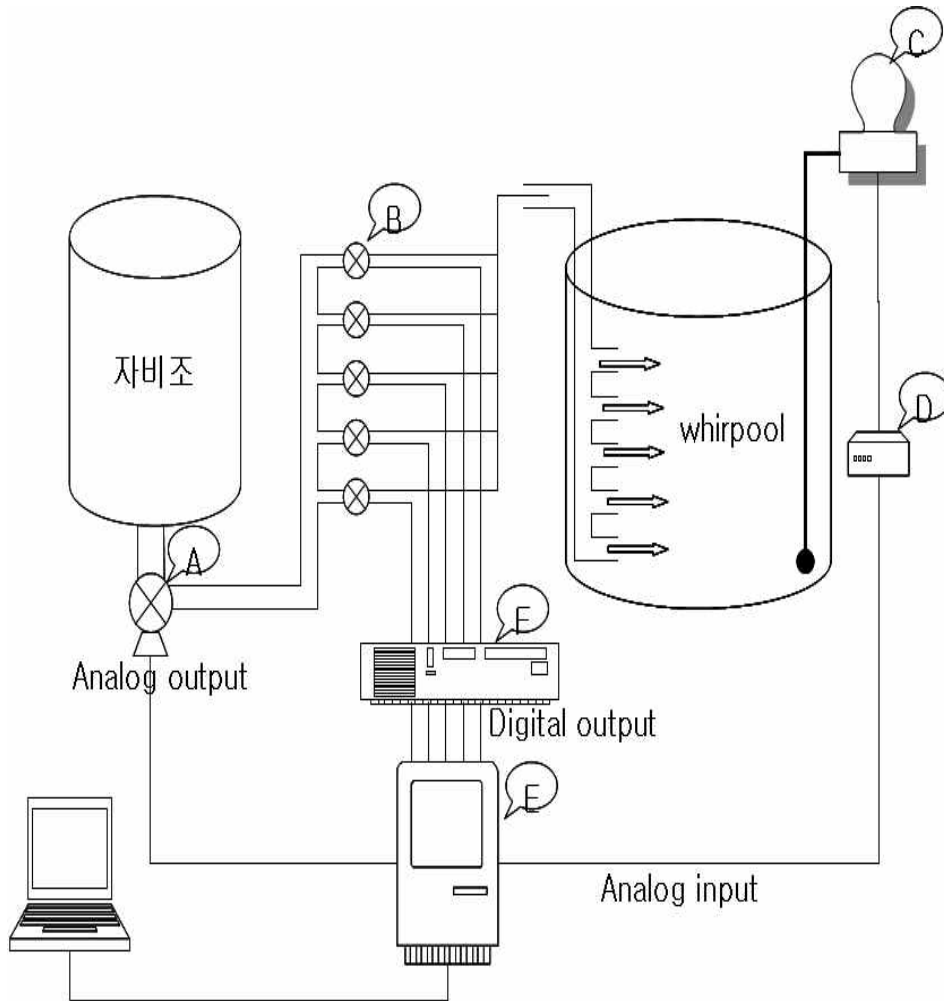 C
B
자비조
whirpool
D
A
F
Analog output
Digital output
E
Analog input